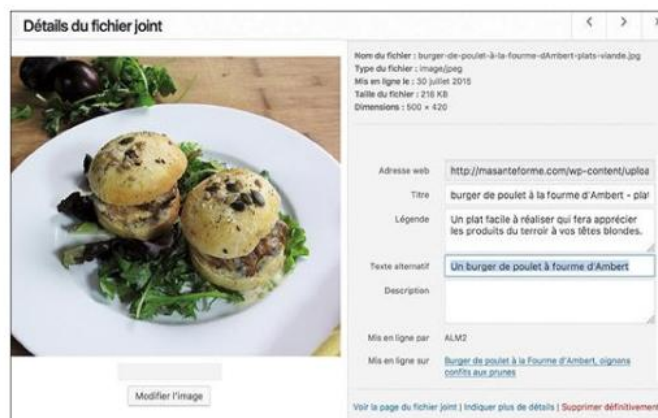 Détails du fichier joint
Nom du fichier : burger-de-poulet-à-la-fourme-dAmbert-plats-viande.jpg
Type du fichier : image/jpeg
Mis en ligne le : 30 juillet 2015
Taille du fichier : 216 KB
Dimensions : 500 × 420
Adresse web http://masanteforme.com/wp-content/uploa
Titre burger de poulet à la fourme d'Ambert - pla
Légende Un plat facile à réaliser qui fera apprécier
les produits du terroir à vos têtes blondes.
Texte alternatif Un burger de poulet à fourme d'Ambert
Description
Mis en ligne par ALM2
Mis en ligne sur Burger de poulet à la Fourme d'Ambert, oignons
confits aux prunes
Modifier l'image
Voir la page du fichier joint | Indiquer plus de détails | Supprimer définitivement